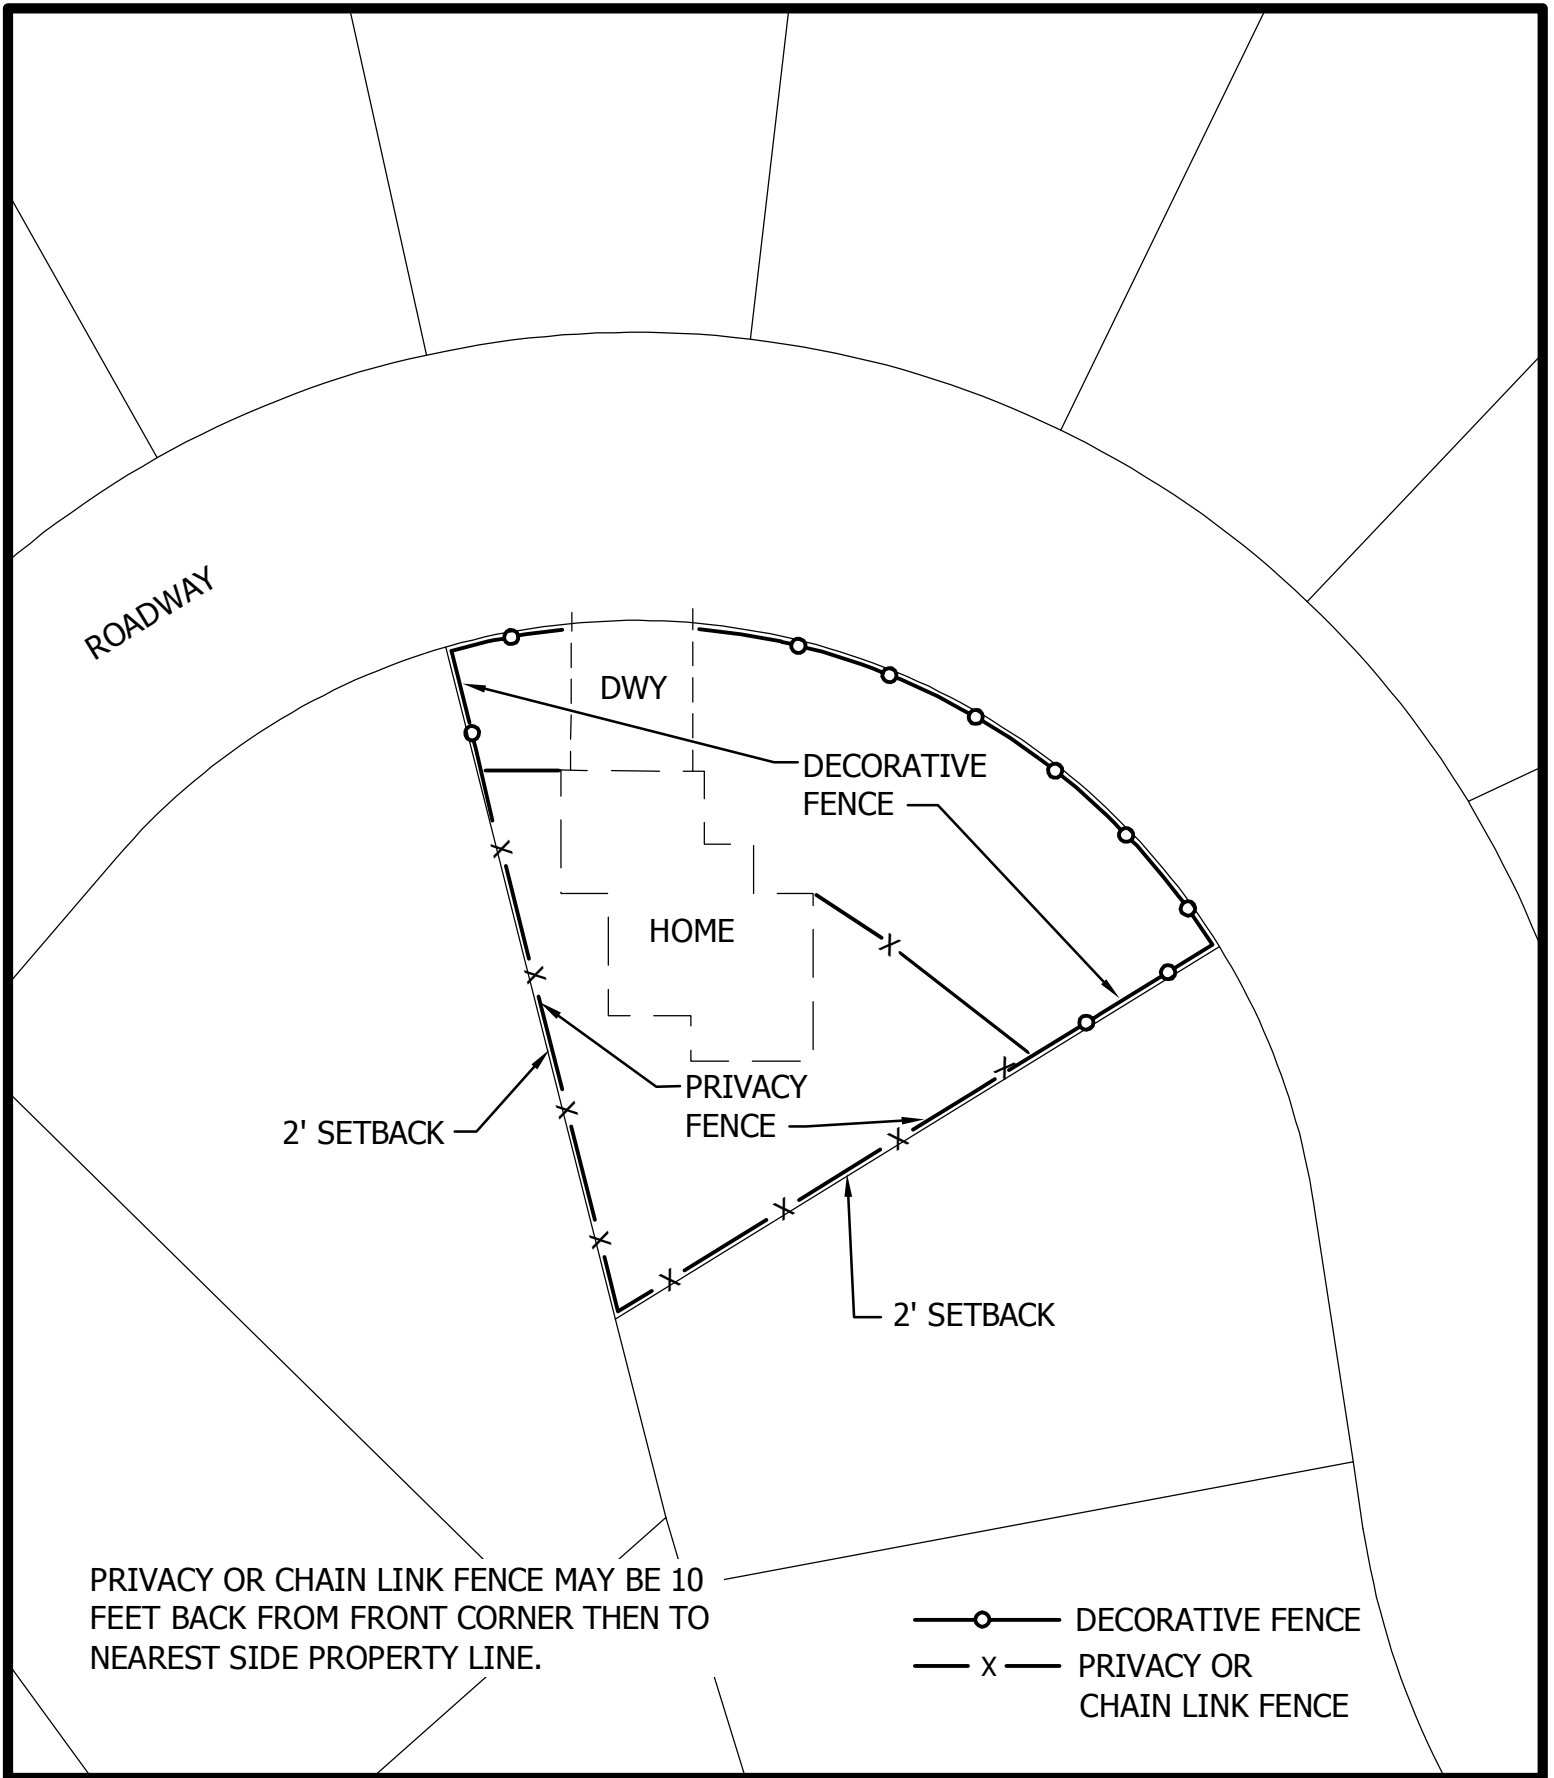 ROADWAY
DWY
DECORATIVE
FENCE
HOME
PRIVACY
FENCE
2' SETBACK
2' SETBACK
PRIVACY OR CHAIN LINK FENCE MAY BE 10
FEET BACK FROM FRONT CORNER THEN TO
NEAREST SIDE PROPERTY LINE.
DECORATIVE FENCE
X PRIVACY OR
CHAIN LINK FENCE